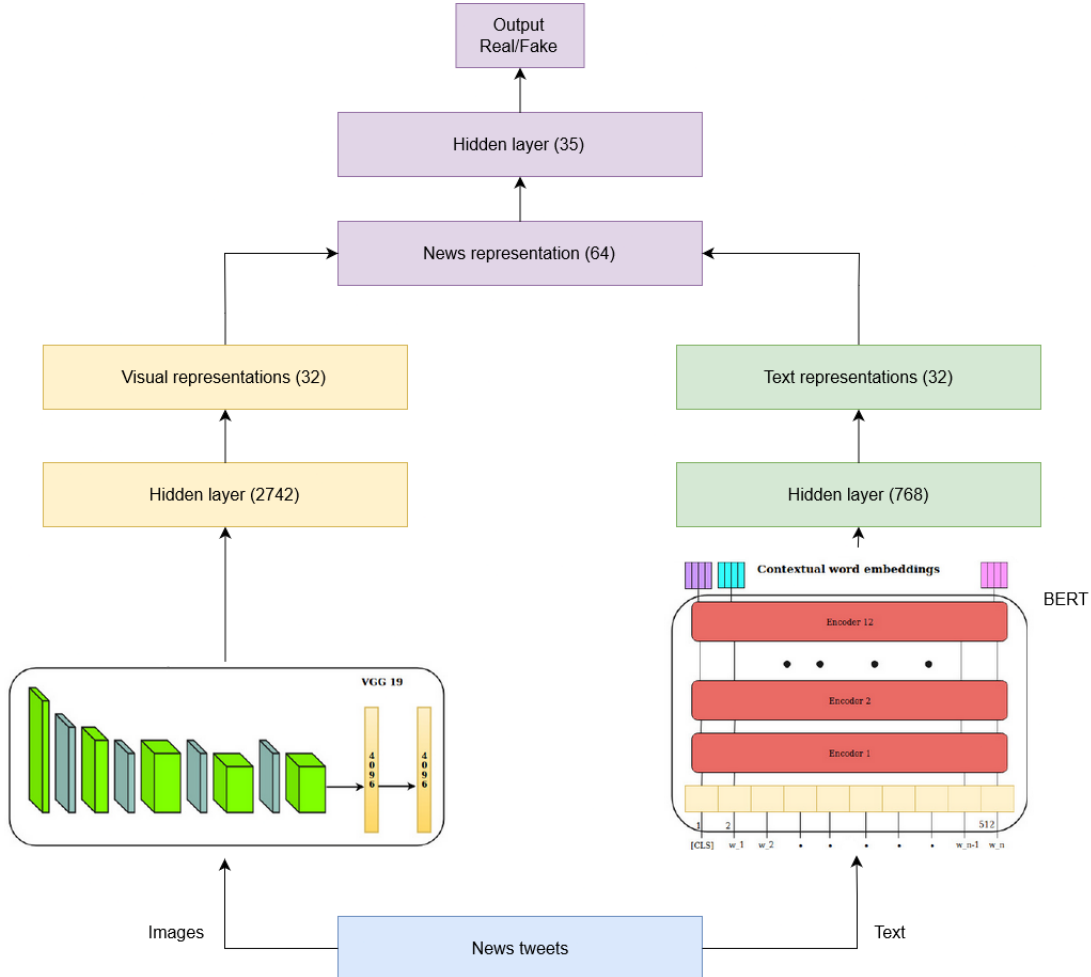 Output
Real/Fake
Hidden layer (35)
News representation (64)
Visual representations (32)
Text representations (32)
Hidden layer (2742)
Hidden layer (768)
Contextual word embeddings
BERT
Encoder 12
VGG 19
Encoder 2
Encoder 1
4096
4096
1 2 512
[CLS] w_1 w_2 w_n-1 w_n
Images
Text
News tweets